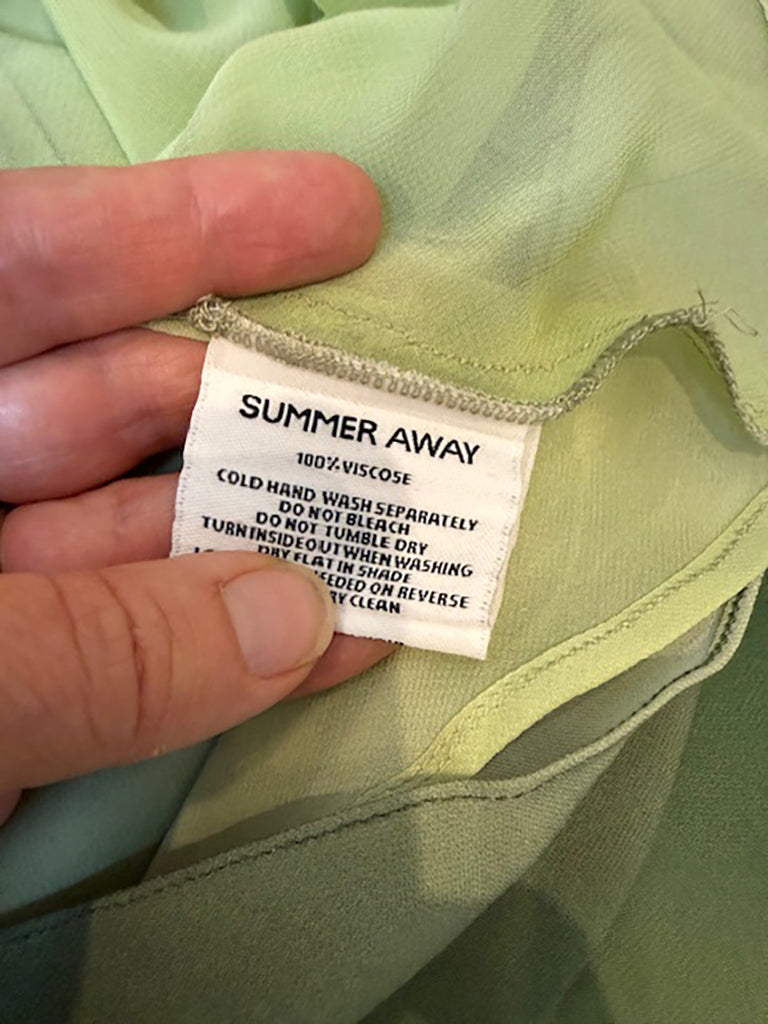 SUMMER AWAY
100% VISCOSE
COLD HAND WASH SEPARATELY
DO NOT BLEACH
DO NOT TUMBLE DRY
TURN INSIDE OUT WHEN WASHING
DRY FLAT IN SHADE
ON REVERSE
CLEAN